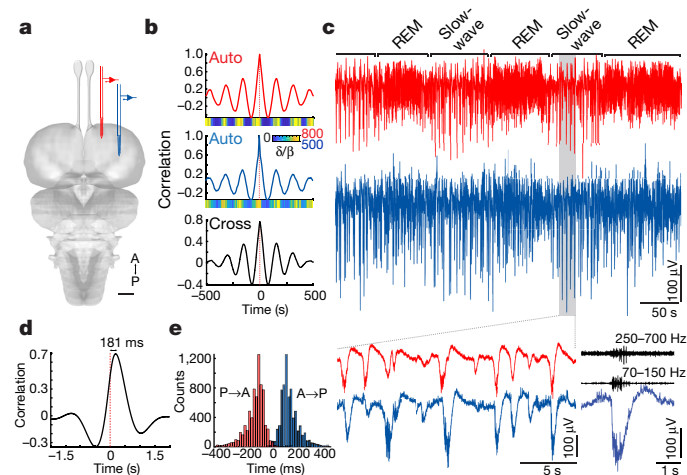 a
A
P
b
Auto
1.0
0.6
0.2
−0.2
Auto
0
800
500
δ/β
1.0
0.6
0.2
−0.2
Correlation
Cross
0.8
0.4
0
−0.4
−500
0
500
Time (s)
c
REM
Slow-wave
REM
Slow-wave
REM
100 μV
50 s
250–700 Hz
70–150 Hz
100 μV
5 s
100 μV
1 s
d
181 ms
0.7
0.3
0
−0.3
Correlation
−1.5
0
1.5
Time (s)
e
1,200
800
400
0
Counts
P→A
A→P
−400
−200
0
200
400
Time (ms)